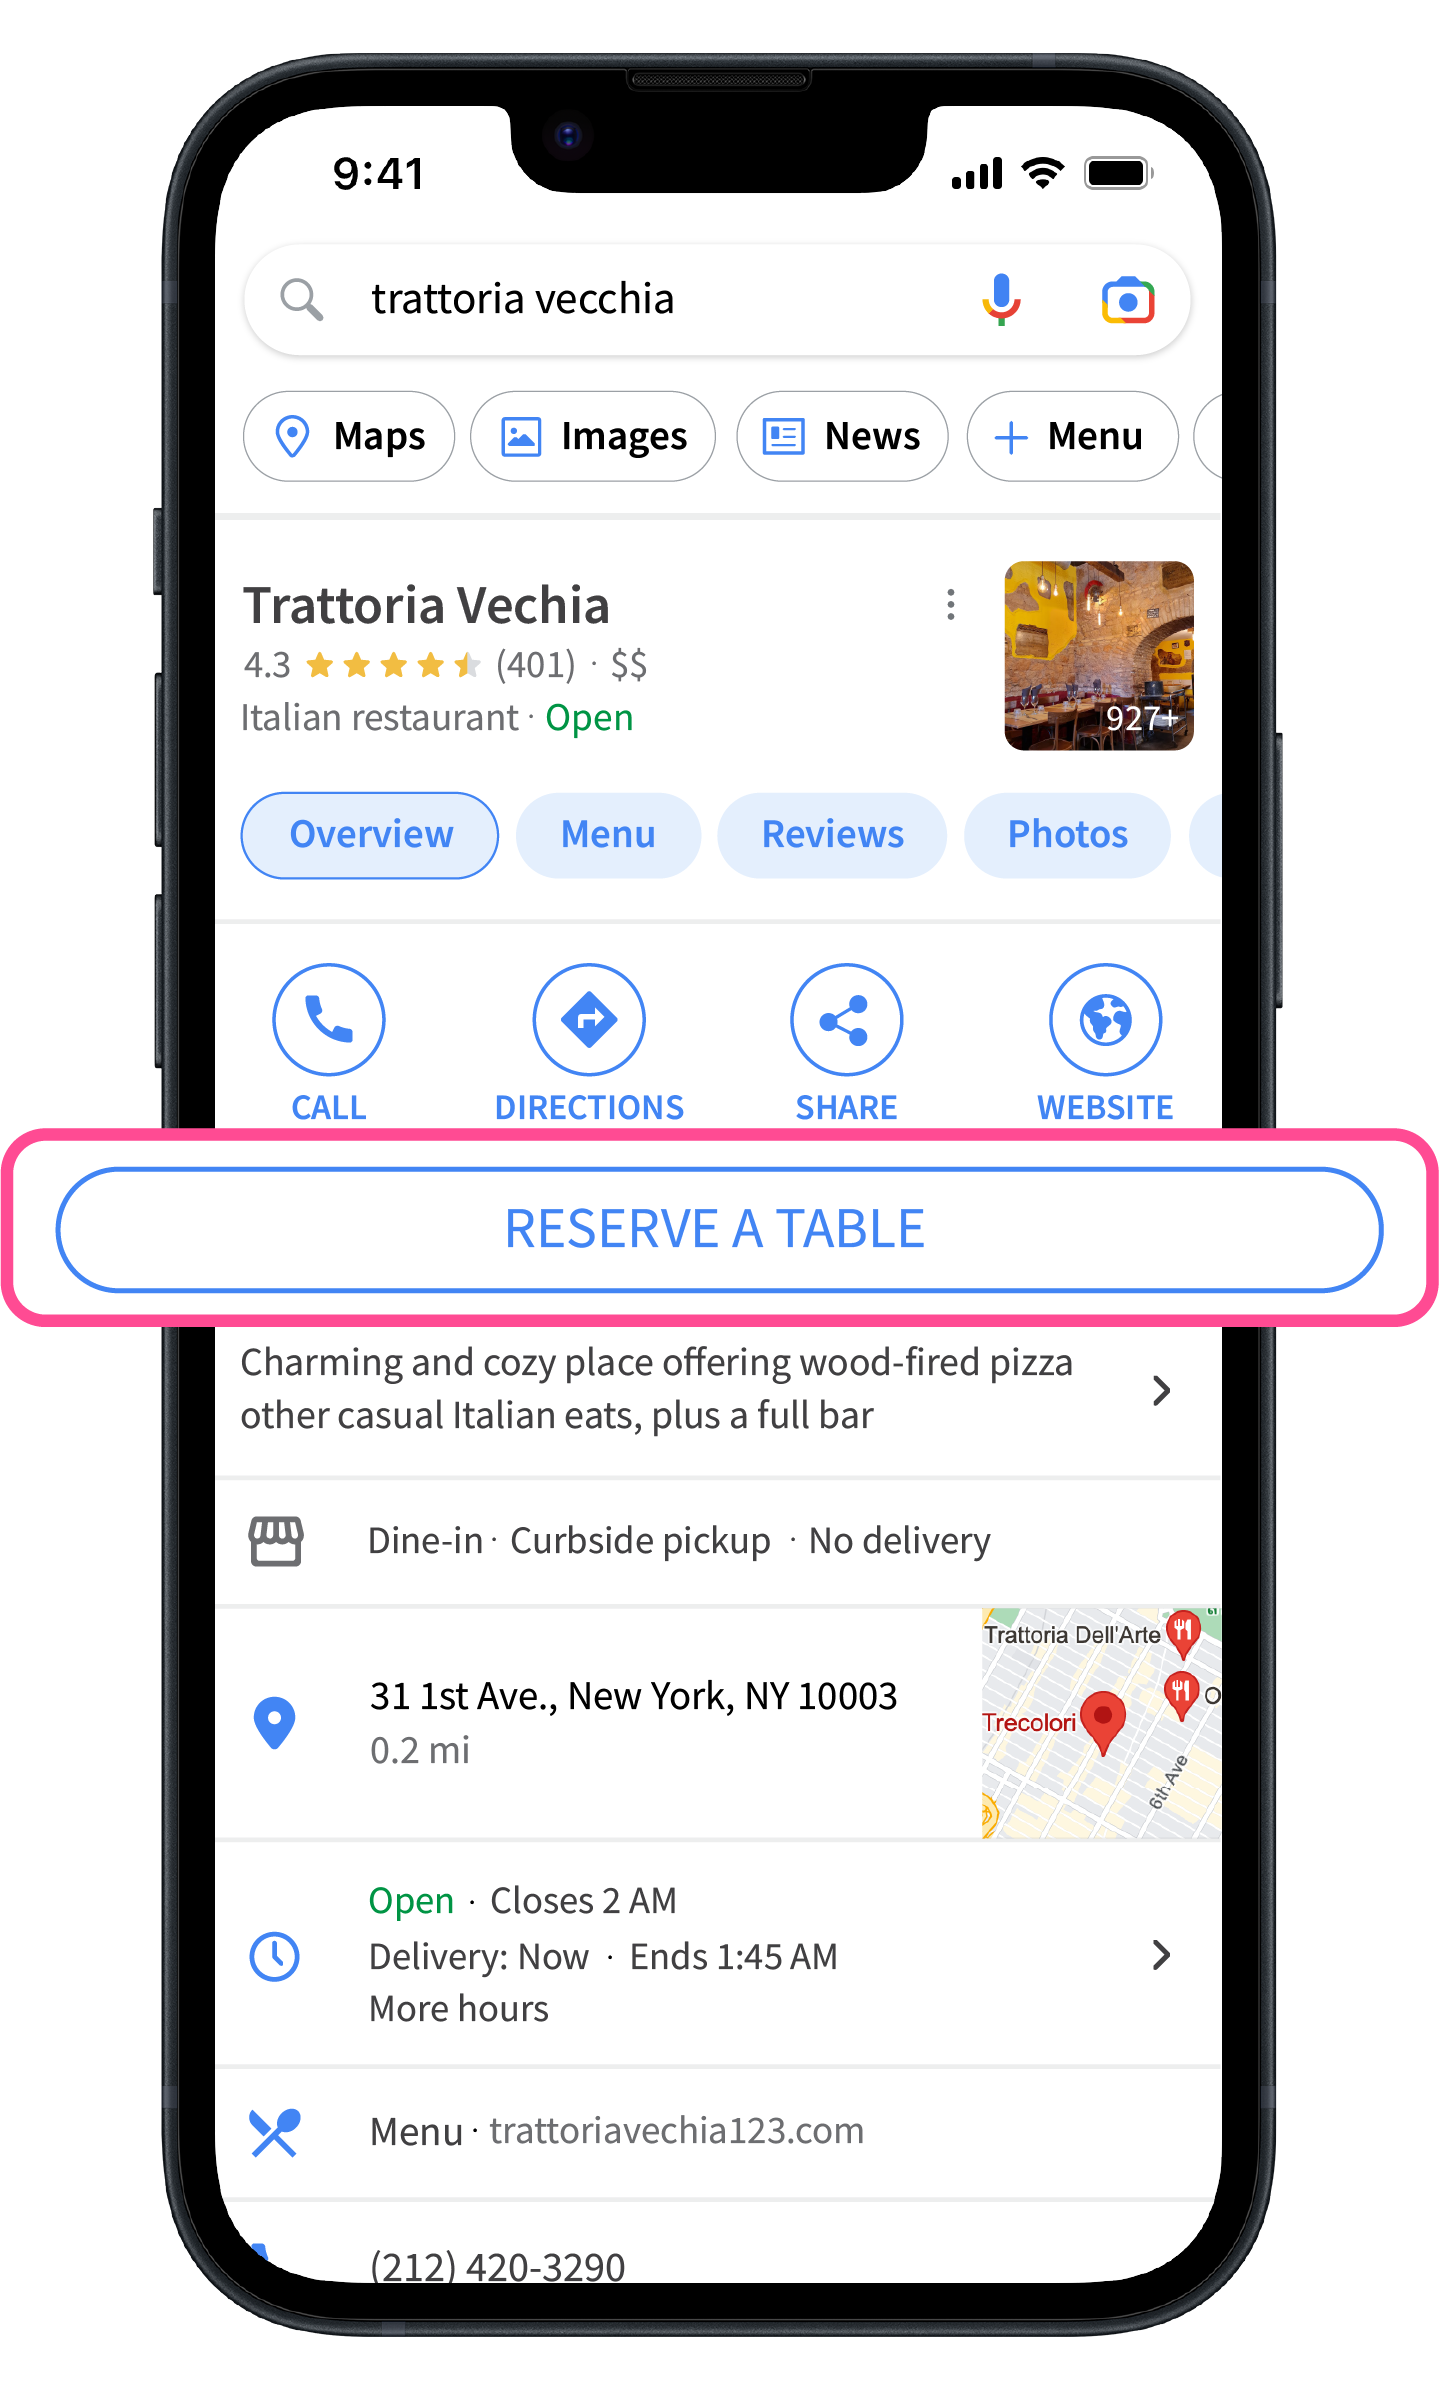 9:41
trattoria vecchia
Maps Images News Menu
Trattoria Vechia
4.3 (401) · $$
Italian restaurant · Open
927+
Overview Menu Reviews Photos
CALL DIRECTIONS SHARE WEBSITE
RESERVE A TABLE
Charming and cozy place offering wood-fired pizza
other casual Italian eats, plus a full bar
Dine-in · Curbside pickup · No delivery
31 1st Ave., New York, NY 10003
0.2 mi
Trattoria Dell'Arte
Trecolori
6th Ave
Open · Closes 2 AM
Delivery: Now · Ends 1:45 AM
More hours
Menu · trattoriavechia123.com
(212) 420-3290